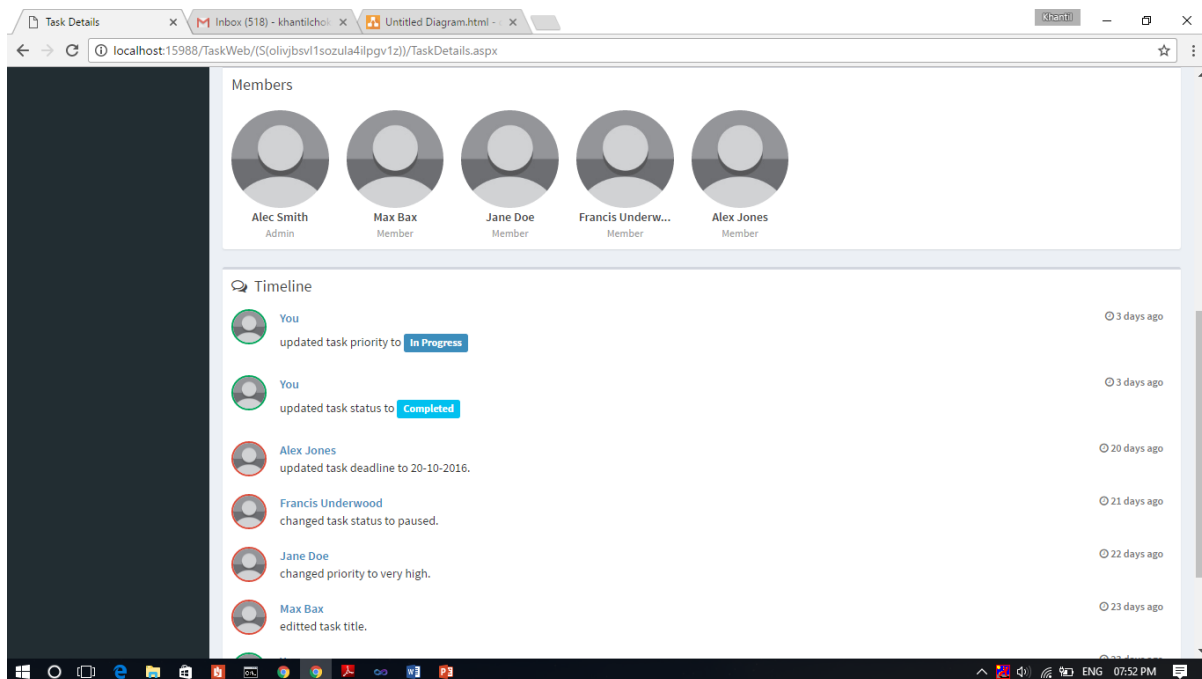 Task Details
Inbox (518) - khantilchok
Untitled Diagram.html -
Khantil
localhost:15988/TaskWeb/(S(olivjbsvl1sozula4ilpgv1z))/TaskDetails.aspx
Members
Alec Smith
Admin
Max Bax
Member
Jane Doe
Member
Francis Underw...
Member
Alex Jones
Member
Timeline
You
3 days ago
updated task priority to In Progress
You
3 days ago
updated task status to Completed
Alex Jones
20 days ago
updated task deadline to 20-10-2016.
Francis Underwood
21 days ago
changed task status to paused.
Jane Doe
22 days ago
changed priority to very high.
Max Bax
23 days ago
editted task title.
ENG
07:52 PM